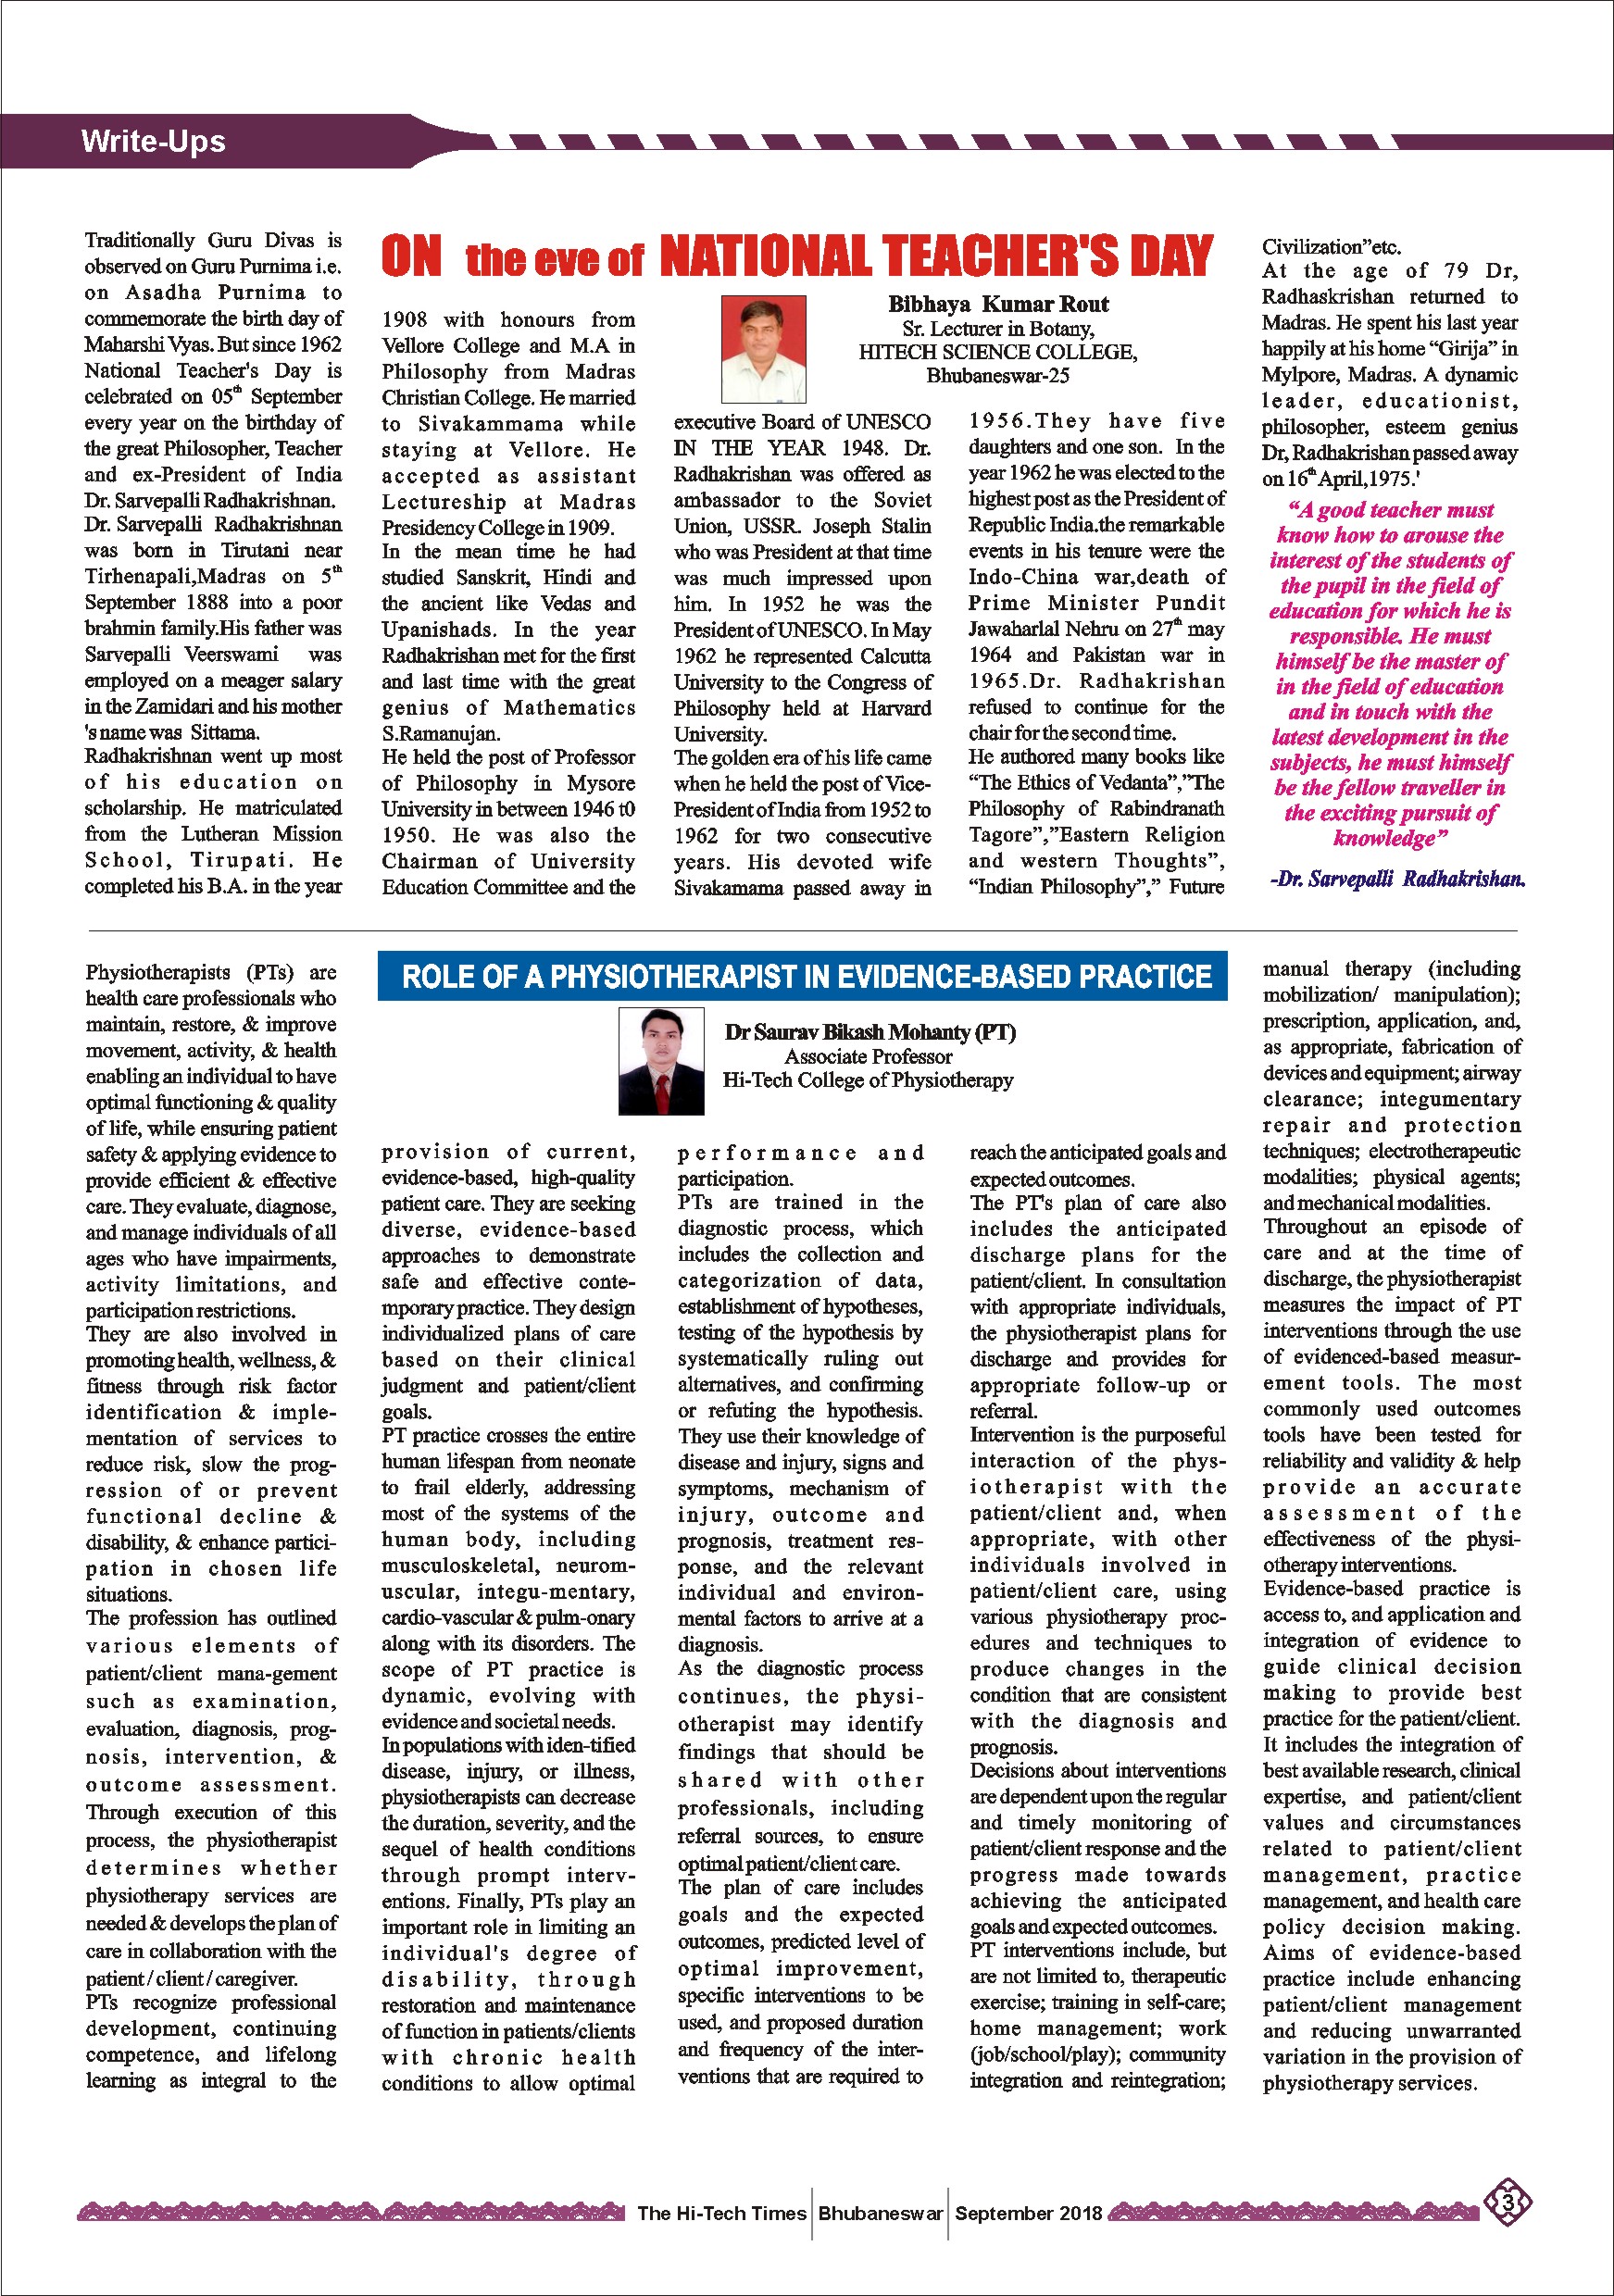 Write-Ups
ON the eve of NATIONAL TEACHER'S DAY
Bibhaya Kumar Rout
Sr. Lecturer in Botany,
HITECH SCIENCE COLLEGE,
Bhubaneswar-25
Traditionally Guru Divas is
observed on Guru Purnima i.e.
on Asadha Purnima to
commemorate the birth day of
Maharshi Vyas. But since 1962
National Teacher's Day is
celebrated on 05th September
every year on the birthday of
the great Philosopher, Teacher
and ex-President of India
Dr. Sarvepalli Radhakrishnan.
Dr. Sarvepalli Radhakrishnan
was born in Tirutani near
Tirhenapali,Madras on 5th
September 1888 into a poor
brahmin family.His father was
Sarvepalli Veerswami was
employed on a meager salary
in the Zamidari and his mother
's name was Sittama.
Radhakrishnan went up most
of his education on
scholarship. He matriculated
from the Lutheran Mission
School, Tirupati. He
completed his B.A. in the year
1908 with honours from
Vellore College and M.A in
Philosophy from Madras
Christian College. He married
to Sivakammama while
staying at Vellore. He
accepted as assistant
Lectureship at Madras
Presidency College in 1909.
In the mean time he had
studied Sanskrit, Hindi and
the ancient like Vedas and
Upanishads. In the year
Radhakrishan met for the first
and last time with the great
genius of Mathematics
S.Ramanujan.
He held the post of Professor
of Philosophy in Mysore
University in between 1946 t0
1950. He was also the
Chairman of University
Education Committee and the
executive Board of UNESCO
IN THE YEAR 1948. Dr.
Radhakrishan was offered as
ambassador to the Soviet
Union, USSR. Joseph Stalin
who was President at that time
was much impressed upon
him. In 1952 he was the
President of UNESCO. In May
1962 he represented Calcutta
University to the Congress of
Philosophy held at Harvard
University.
The golden era of his life came
when he held the post of Vice-
President of India from 1952 to
1962 for two consecutive
years. His devoted wife
Sivakamama passed away in
1956.They have five
daughters and one son. In the
year 1962 he was elected to the
highest post as the President of
Republic India.the remarkable
events in his tenure were the
Indo-China war,death of
Prime Minister Pundit
Jawaharlal Nehru on 27th may
1964 and Pakistan war in
1965.Dr. Radhakrishan
refused to continue for the
chair for the second time.
He authored many books like
“The Ethics of Vedanta”,”The
Philosophy of Rabindranath
Tagore”,”Eastern Religion
and western Thoughts”,
“Indian Philosophy”,” Future
Civilization”etc.
At the age of 79 Dr,
Radhaskrishan returned to
Madras. He spent his last year
happily at his home “Girija” in
Mylpore, Madras. A dynamic
leader, educationist,
philosopher, esteem genius
Dr, Radhakrishan passed away
on 16th April,1975.'
“A good teacher must
know how to arouse the
interest of the students of
the pupil in the field of
education for which he is
responsible. He must
himself be the master of
in the field of education
and in touch with the
latest development in the
subjects, he must himself
be the fellow traveller in
the exciting pursuit of
knowledge”
-Dr. Sarvepalli Radhakrishan.
ROLE OF A PHYSIOTHERAPIST IN EVIDENCE-BASED PRACTICE
Dr Saurav Bikash Mohanty (PT)
Associate Professor
Hi-Tech College of Physiotherapy
Physiotherapists (PTs) are
health care professionals who
maintain, restore, & improve
movement, activity, & health
enabling an individual to have
optimal functioning & quality
of life, while ensuring patient
safety & applying evidence to
provide efficient & effective
care. They evaluate, diagnose,
and manage individuals of all
ages who have impairments,
activity limitations, and
participation restrictions.
They are also involved in
promoting health, wellness, &
fitness through risk factor
identification & imple-
mentation of services to
reduce risk, slow the prog-
ression of or prevent
functional decline &
disability, & enhance partici-
pation in chosen life
situations.
The profession has outlined
various elements of
patient/client mana-gement
such as examination,
evaluation, diagnosis, prog-
nosis, intervention, &
outcome assessment.
Through execution of this
process, the physiotherapist
determines whether
physiotherapy services are
needed & develops the plan of
care in collaboration with the
patient / client / caregiver.
PTs recognize professional
development, continuing
competence, and lifelong
learning as integral to the
provision of current,
evidence-based, high-quality
patient care. They are seeking
diverse, evidence-based
approaches to demonstrate
safe and effective conte-
mporary practice. They design
individualized plans of care
based on their clinical
judgment and patient/client
goals.
PT practice crosses the entire
human lifespan from neonate
to frail elderly, addressing
most of the systems of the
human body, including
musculoskeletal, neurom-
uscular, integu-mentary,
cardio-vascular & pulm-onary
along with its disorders. The
scope of PT practice is
dynamic, evolving with
evidence and societal needs.
In populations with iden-tified
disease, injury, or illness,
physiotherapists can decrease
the duration, severity, and the
sequel of health conditions
through prompt interv-
entions. Finally, PTs play an
important role in limiting an
individual's degree of
disability, through
restoration and maintenance
of function in patients/clients
with chronic health
conditions to allow optimal
performance and
participation.
PTs are trained in the
diagnostic process, which
includes the collection and
categorization of data,
establishment of hypotheses,
testing of the hypothesis by
systematically ruling out
alternatives, and confirming
or refuting the hypothesis.
They use their knowledge of
disease and injury, signs and
symptoms, mechanism of
injury, outcome and
prognosis, treatment res-
ponse, and the relevant
individual and environ-
mental factors to arrive at a
diagnosis.
As the diagnostic process
continues, the physi-
otherapist may identify
findings that should be
shared with other
professionals, including
referral sources, to ensure
optimal patient/client care.
The plan of care includes
goals and the expected
outcomes, predicted level of
optimal improvement,
specific interventions to be
used, and proposed duration
and frequency of the inter-
ventions that are required to
reach the anticipated goals and
expected outcomes.
The PT's plan of care also
includes the anticipated
discharge plans for the
patient/client. In consultation
with appropriate individuals,
the physiotherapist plans for
discharge and provides for
appropriate follow-up or
referral.
Intervention is the purposeful
interaction of the phys-
iotherapist with the
patient/client and, when
appropriate, with other
individuals involved in
patient/client care, using
various physiotherapy proc-
edures and techniques to
produce changes in the
condition that are consistent
with the diagnosis and
prognosis.
Decisions about interventions
are dependent upon the regular
and timely monitoring of
patient/client response and the
progress made towards
achieving the anticipated
goals and expected outcomes.
PT interventions include, but
are not limited to, therapeutic
exercise; training in self-care;
home management; work
(job/school/play); community
integration and reintegration;
manual therapy (including
mobilization/ manipulation);
prescription, application, and,
as appropriate, fabrication of
devices and equipment; airway
clearance; integumentary
repair and protection
techniques; electrotherapeutic
modalities; physical agents;
and mechanical modalities.
Throughout an episode of
care and at the time of
discharge, the physiotherapist
measures the impact of PT
interventions through the use
of evidenced-based measur-
ement tools. The most
commonly used outcomes
tools have been tested for
reliability and validity & help
provide an accurate
assessment of the
effectiveness of the physi-
otherapy interventions.
Evidence-based practice is
access to, and application and
integration of evidence to
guide clinical decision
making to provide best
practice for the patient/client.
It includes the integration of
best available research, clinical
expertise, and patient/client
values and circumstances
related to patient/client
management, practice
management, and health care
policy decision making.
Aims of evidence-based
practice include enhancing
patient/client management
and reducing unwarranted
variation in the provision of
physiotherapy services.
The Hi-Tech Times Bhubaneswar September 2018
3